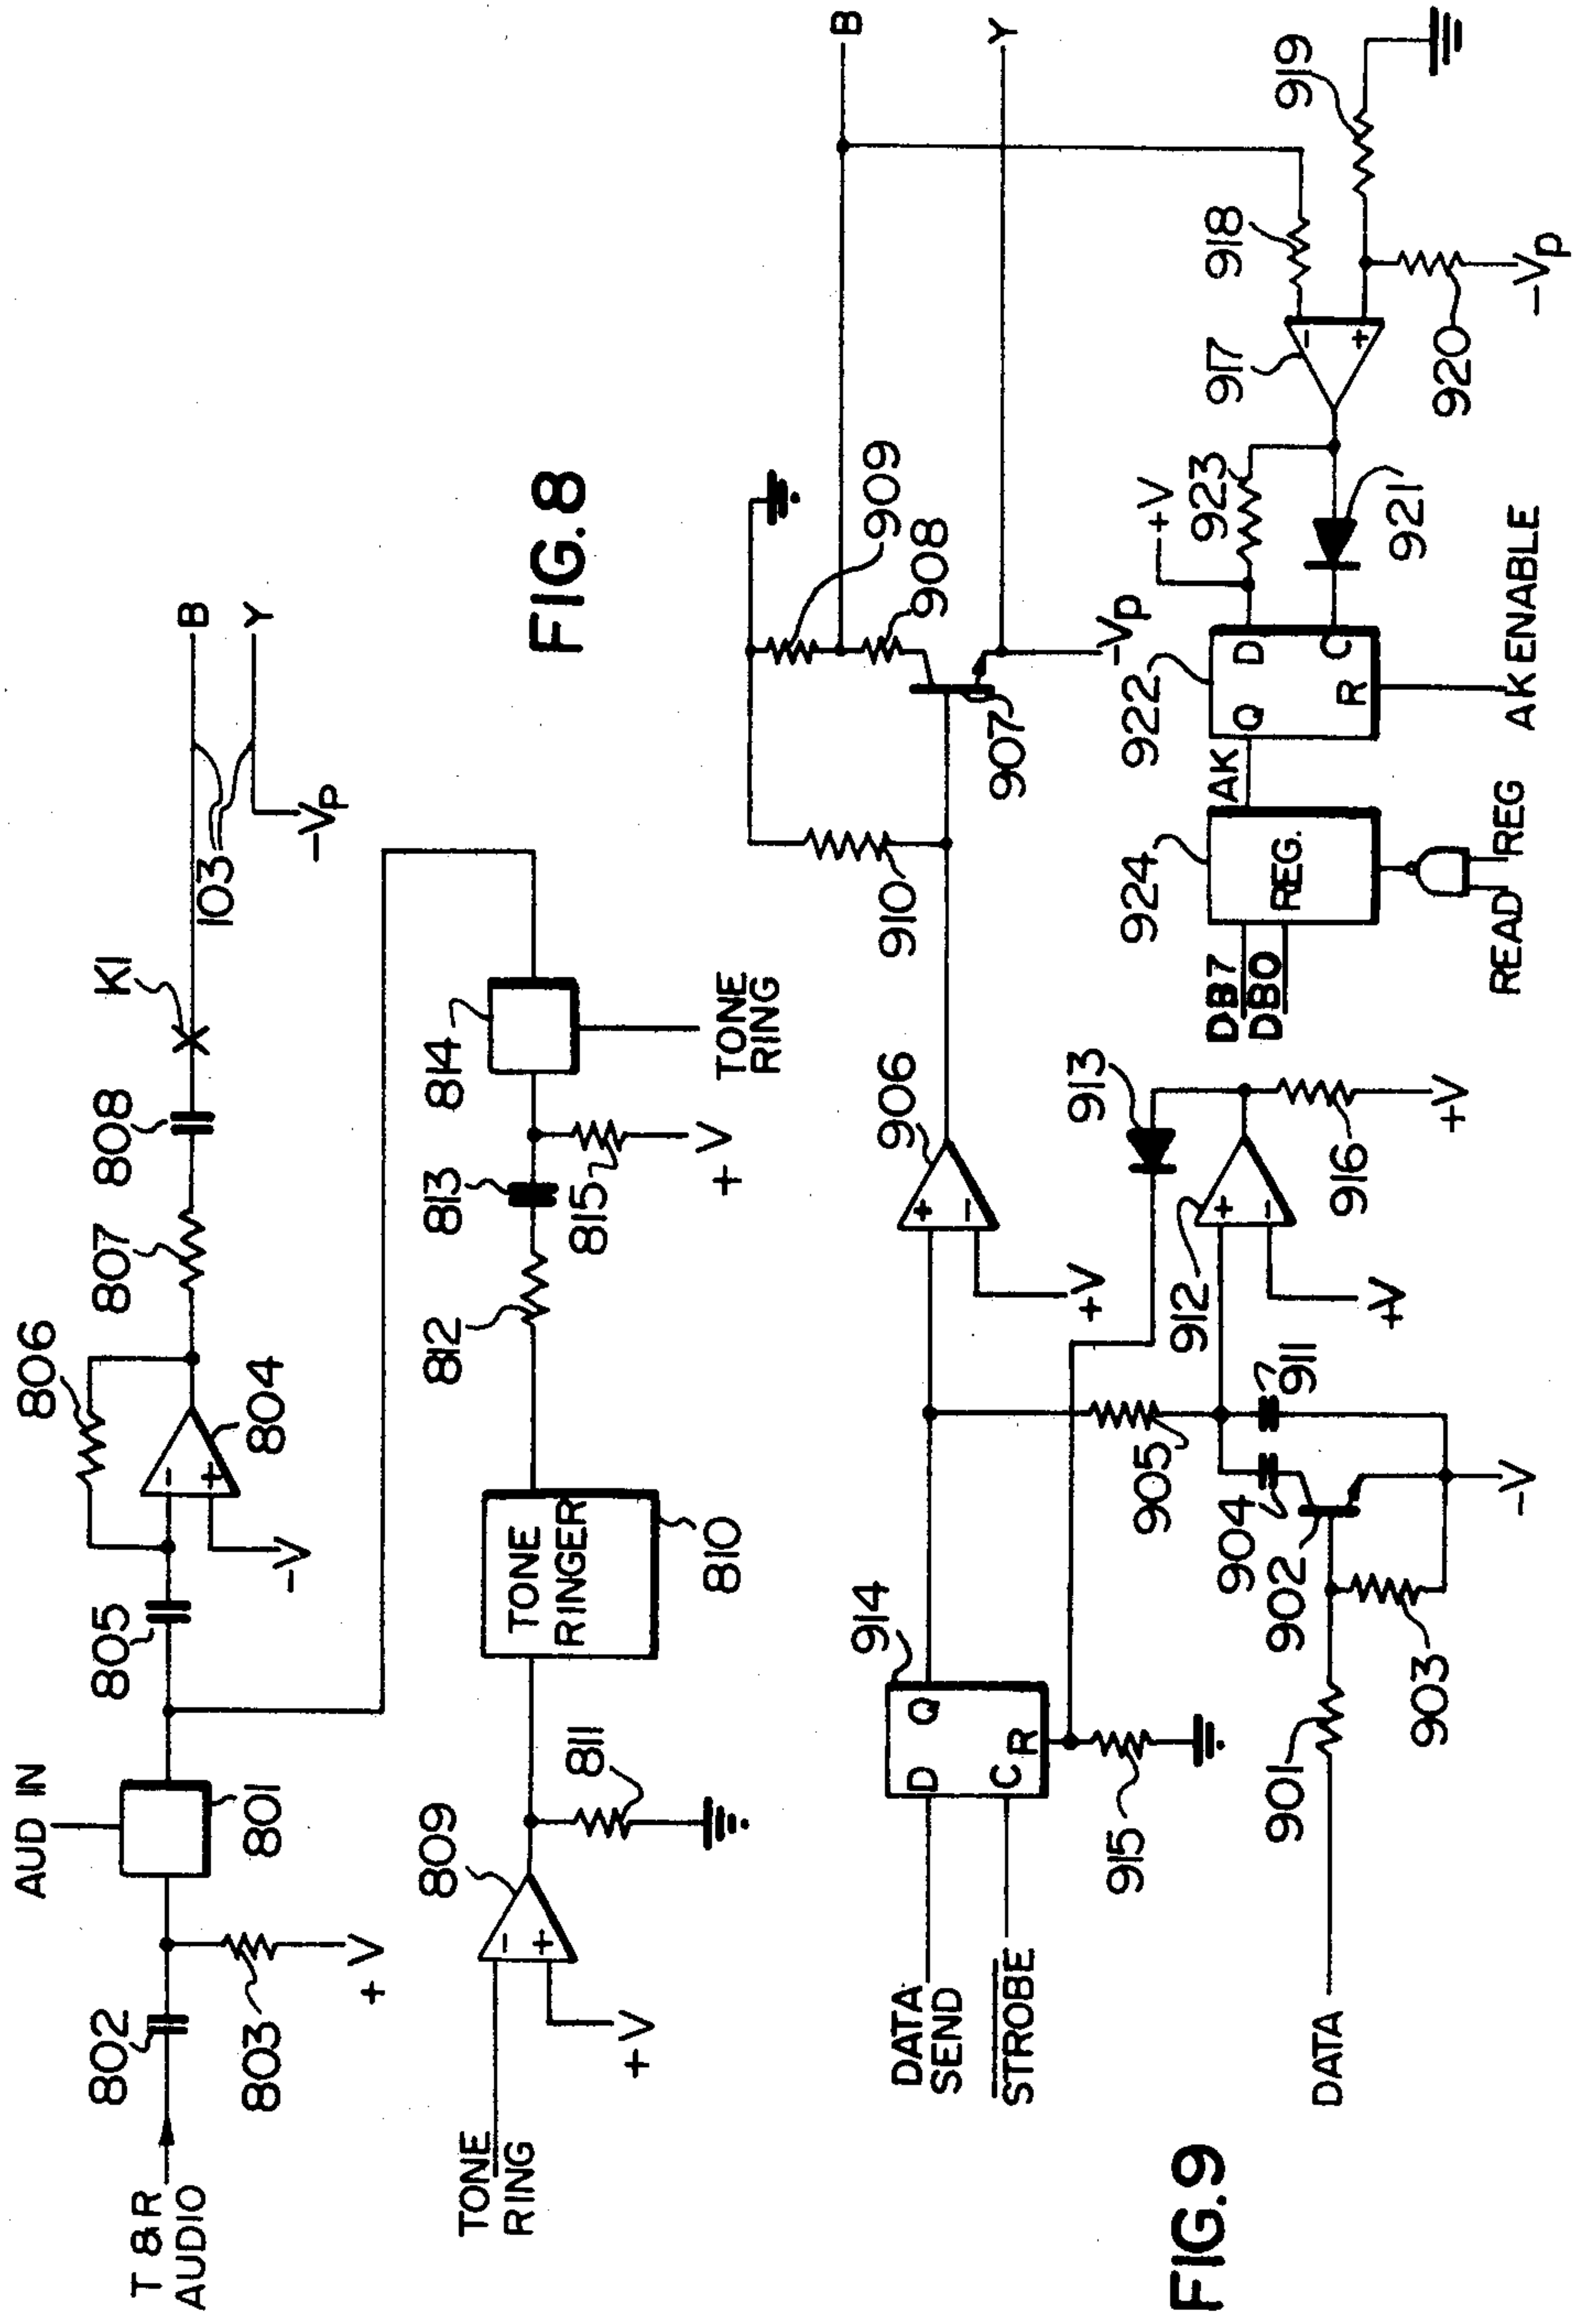 FIG.8
T & R
AUDIO
802
803
+V
AUD IN
801
805
-V
804
806
807
808
K1
103
B
Y
-Vp
TONE
RING
809
+V
811
TONE
RINGER
810
812
813
815
+V
814
TONE
RING
FIG.9
DATA
SEND
STROBE
D
Q
C
R
914
915
DATA
901
903
902
904
905
911
-V
912
+
-
+V
913
916
+V
906
+
-
+V
910
907
908
909
-Vp
B
Y
918
919
917
-
+
920
-Vp
923
+V
921
922
D
Q
C
R
AK ENABLE
AK
924
REG.
DB7
DB0
READ
REG